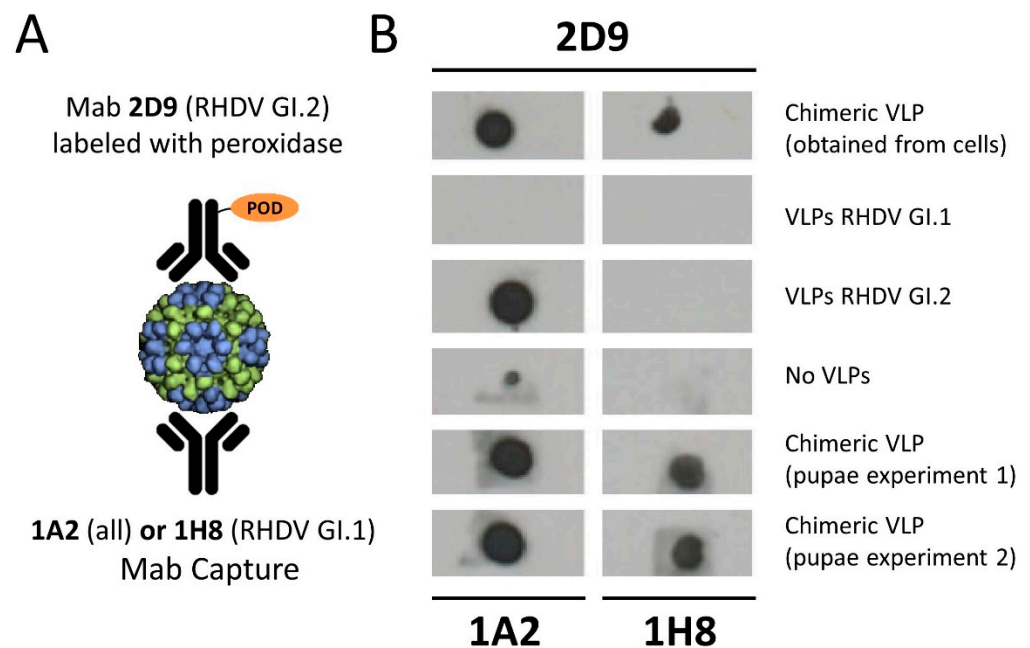 A
Mab 2D9 (RHDV GI.2)
labeled with peroxidase
POD
1A2 (all) or 1H8 (RHDV GI.1)
Mab Capture
B
2D9
Chimeric VLP
(obtained from cells)
VLPs RHDV GI.1
VLPs RHDV GI.2
No VLPs
Chimeric VLP
(pupae experiment 1)
Chimeric VLP
(pupae experiment 2)
1A2
1H8